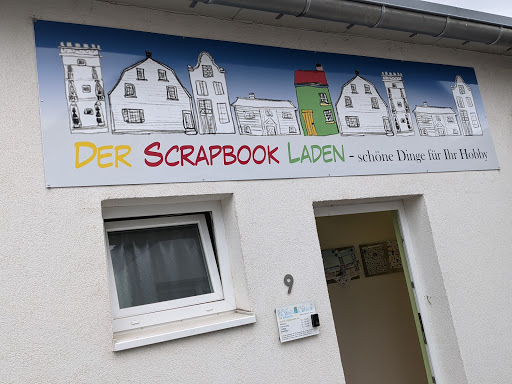 DER SCRAPBOOK LADEN – schöne Dinge für Ihr Hobby
9